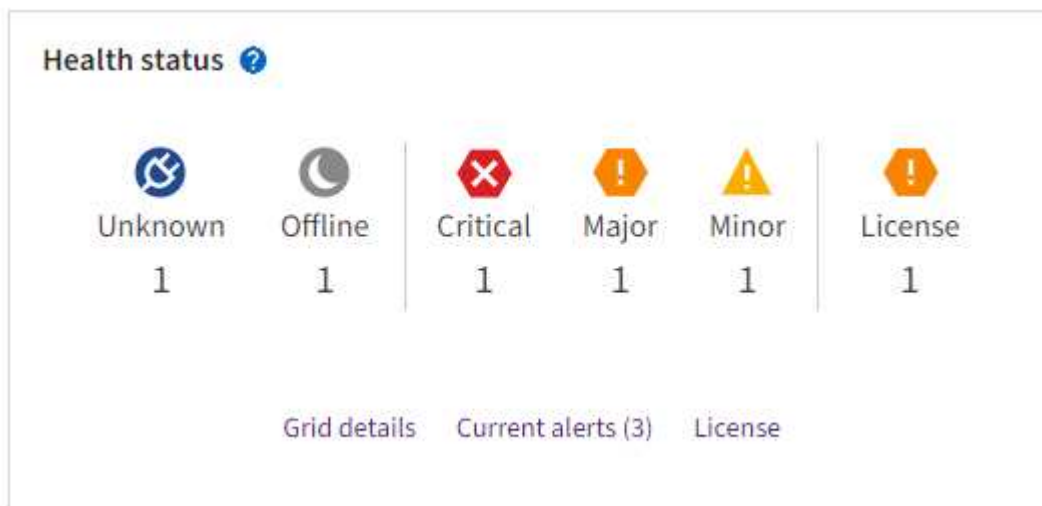 Health status
Unknown Offline Critical Major Minor License
1 1 1 1 1 1
Grid details Current alerts (3) License